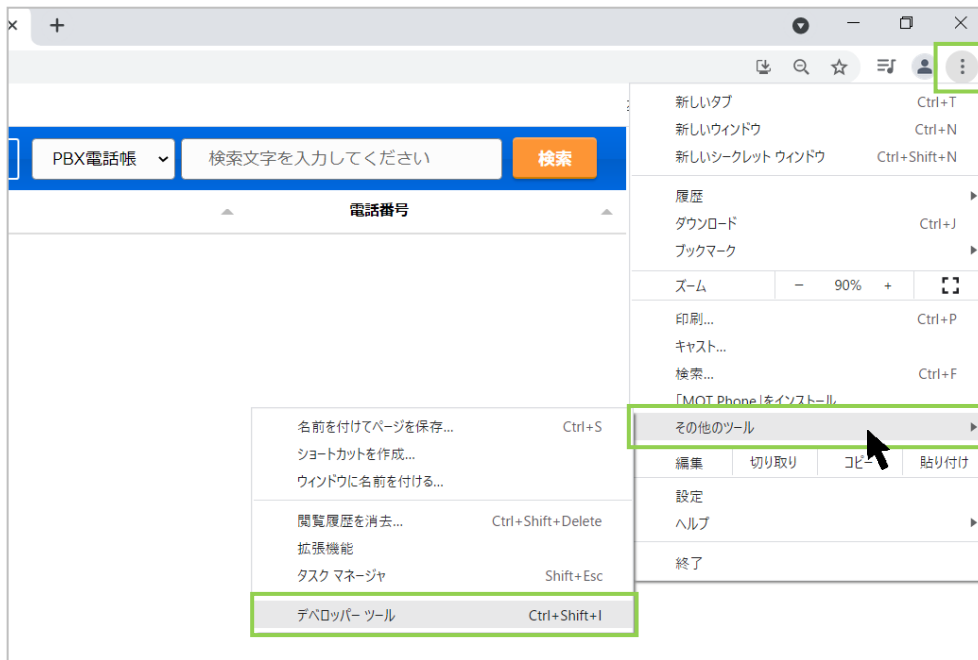 PBX電話帳
検索文字を入力してください
検索
電話番号
新しいタブ Ctrl+T
新しいウィンドウ Ctrl+N
新しいシークレット ウィンドウ Ctrl+Shift+N
履歴
ダウンロード Ctrl+J
ブックマーク
ズーム − 90% +
印刷... Ctrl+P
キャスト...
検索... Ctrl+F
「MOT Phone」をインストール
その他のツール
編集 切り取り コピー 貼り付け
設定
ヘルプ
終了
名前を付けてページを保存... Ctrl+S
ショートカットを作成...
ウィンドウに名前を付ける...
閲覧履歴を消去... Ctrl+Shift+Delete
拡張機能
タスク マネージャ Shift+Esc
デベロッパー ツール Ctrl+Shift+I